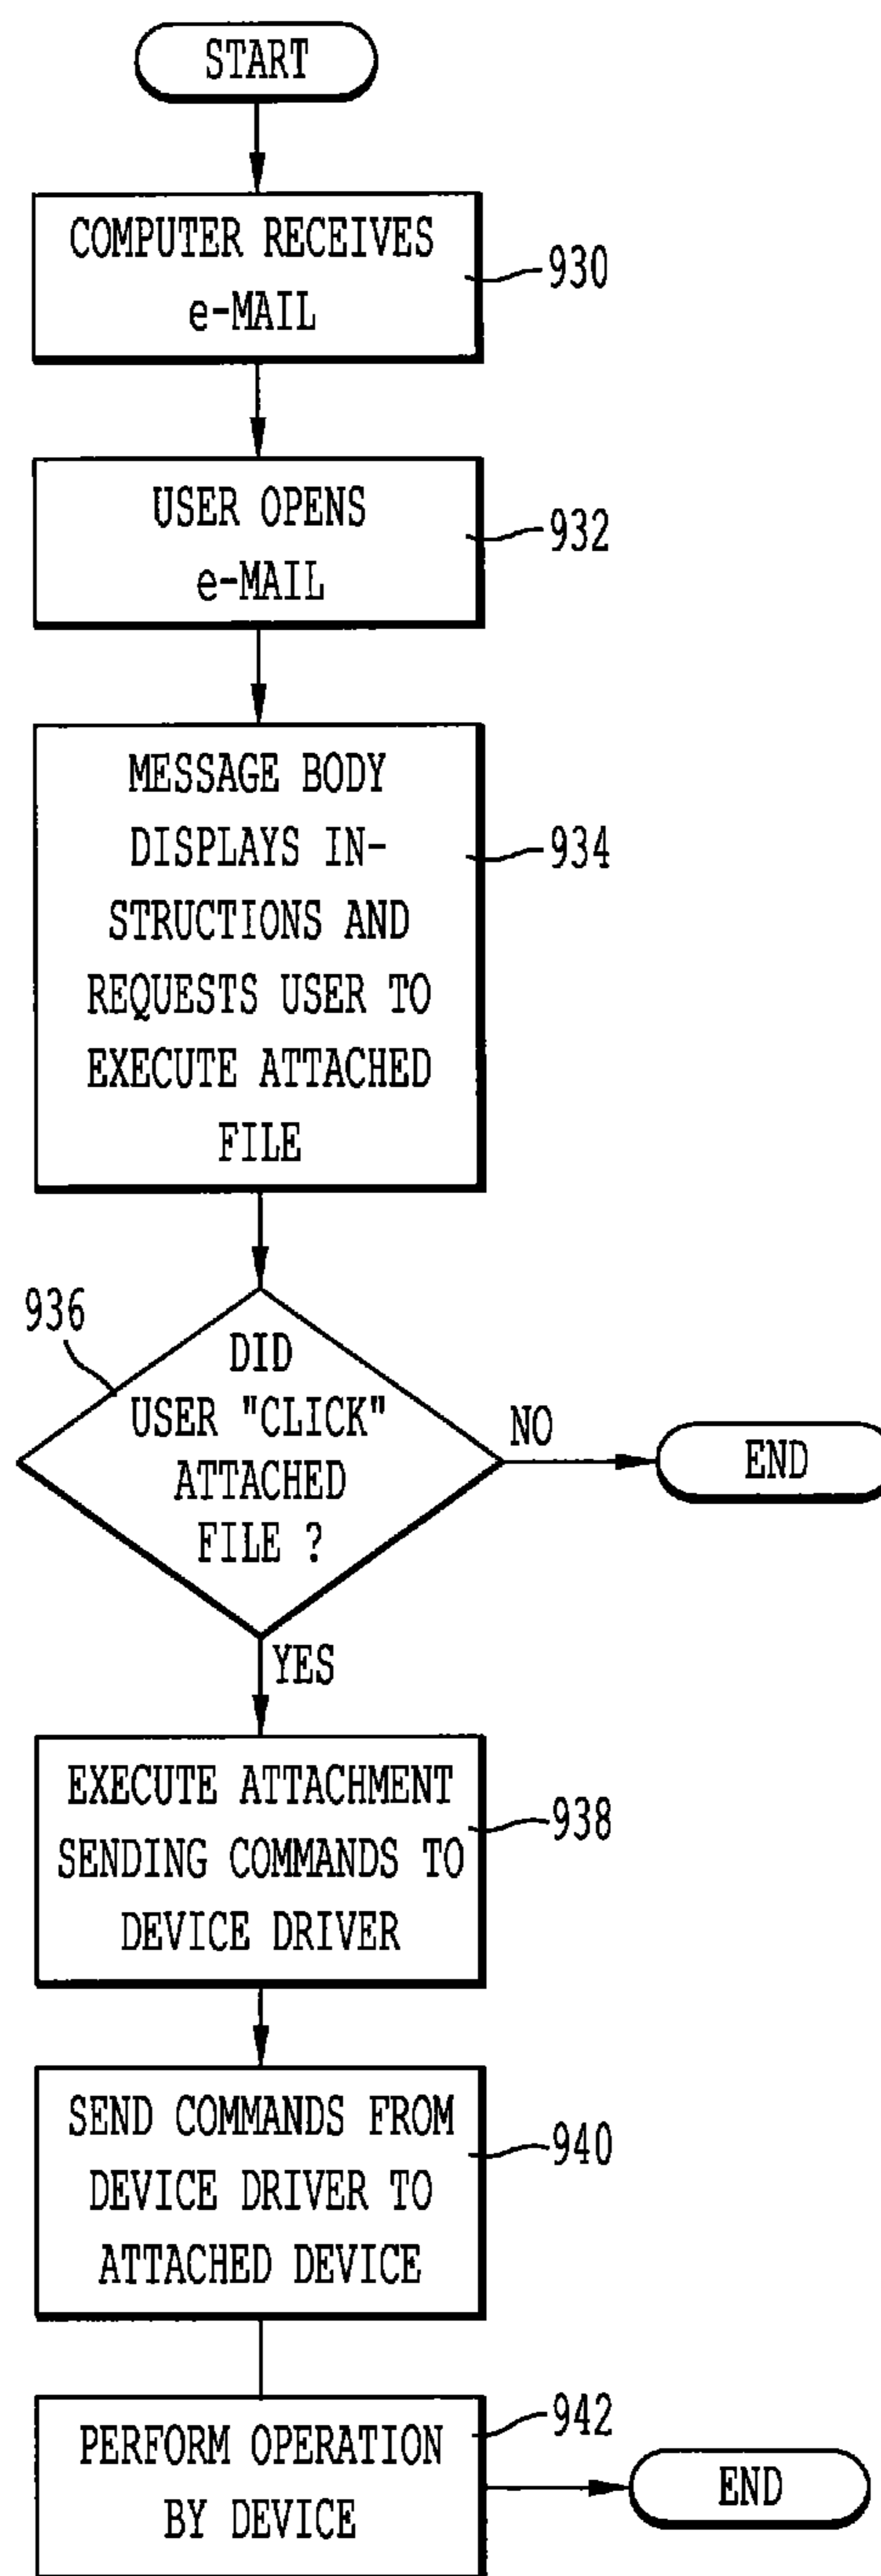 START
COMPUTER RECEIVES
e-MAIL
930
USER OPENS
e-MAIL
932
MESSAGE BODY
DISPLAYS IN-
STRUCTIONS AND
REQUESTS USER TO
EXECUTE ATTACHED
FILE
934
936
DID
USER "CLICK"
ATTACHED
FILE ?
NO
END
YES
EXECUTE ATTACHMENT
SENDING COMMANDS TO
DEVICE DRIVER
938
SEND COMMANDS FROM
DEVICE DRIVER TO
ATTACHED DEVICE
940
PERFORM OPERATION
BY DEVICE
942
END